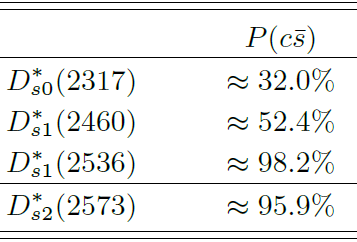 P(cs̄)
D*s0(2317) ≈ 32.0%
D*s1(2460) ≈ 52.4%
D*s1(2536) ≈ 98.2%
D*s2(2573) ≈ 95.9%